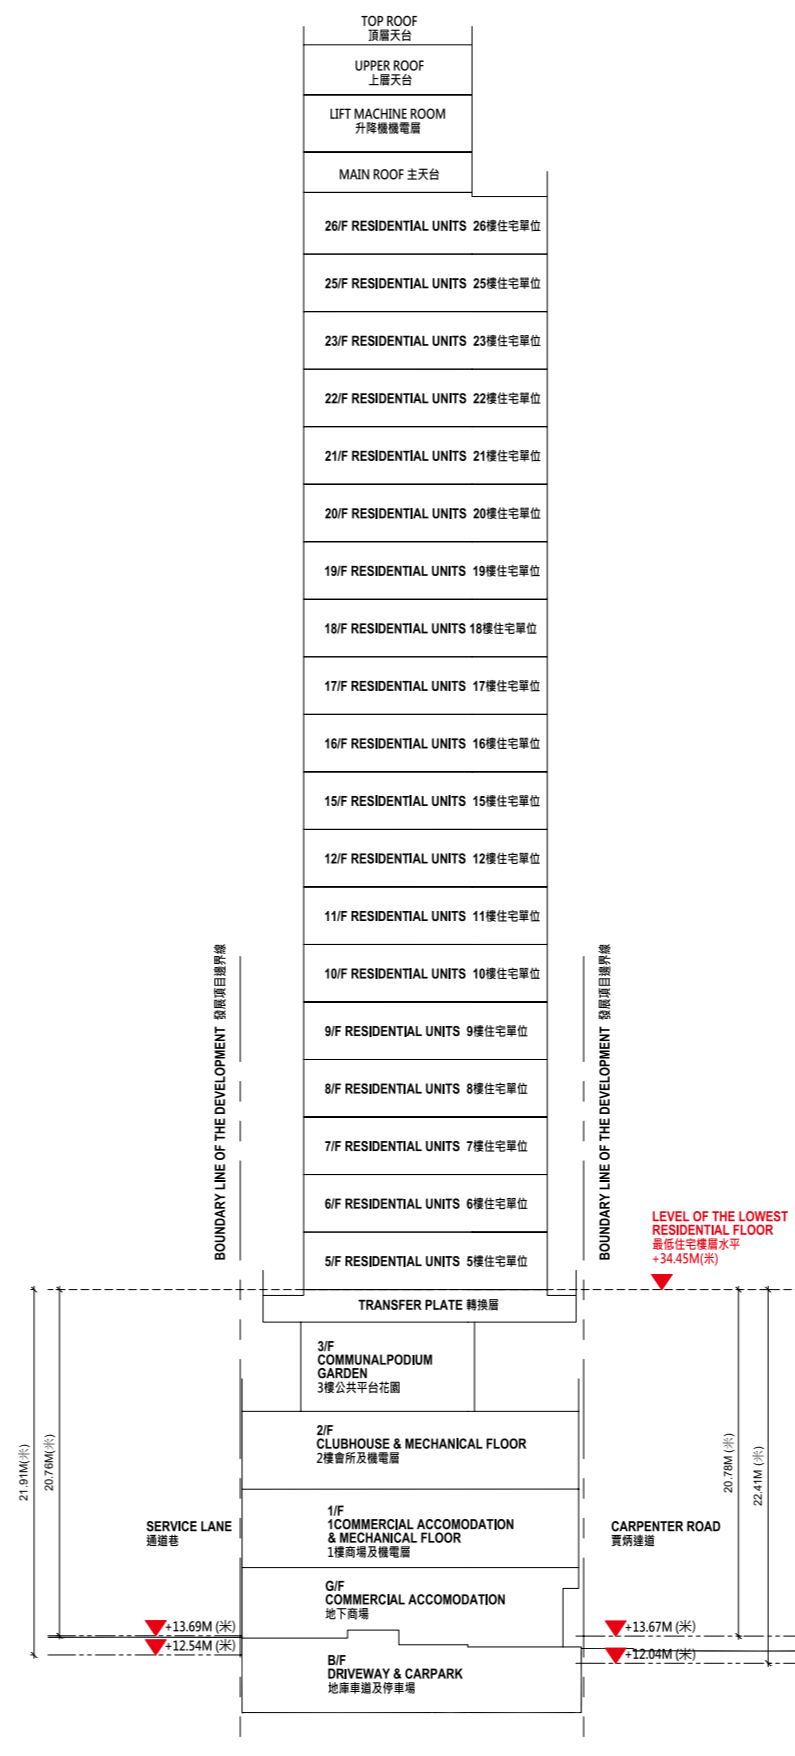 TOP ROOF
頂層天台
UPPER ROOF
上層天台
LIFT MACHINE ROOM
升降機機電層
MAIN ROOF 主天台
26/F RESIDENTIAL UNITS 26樓住宅單位
25/F RESIDENTIAL UNITS 25樓住宅單位
23/F RESIDENTIAL UNITS 23樓住宅單位
22/F RESIDENTIAL UNITS 22樓住宅單位
21/F RESIDENTIAL UNITS 21樓住宅單位
20/F RESIDENTIAL UNITS 20樓住宅單位
19/F RESIDENTIAL UNITS 19樓住宅單位
18/F RESIDENTIAL UNITS 18樓住宅單位
17/F RESIDENTIAL UNITS 17樓住宅單位
16/F RESIDENTIAL UNITS 16樓住宅單位
15/F RESIDENTIAL UNITS 15樓住宅單位
12/F RESIDENTIAL UNITS 12樓住宅單位
11/F RESIDENTIAL UNITS 11樓住宅單位
10/F RESIDENTIAL UNITS 10樓住宅單位
9/F RESIDENTIAL UNITS 9樓住宅單位
8/F RESIDENTIAL UNITS 8樓住宅單位
7/F RESIDENTIAL UNITS 7樓住宅單位
6/F RESIDENTIAL UNITS 6樓住宅單位
5/F RESIDENTIAL UNITS 5樓住宅單位
BOUNDARY LINE OF THE DEVELOPMENT 發展項目邊界線
BOUNDARY LINE OF THE DEVELOPMENT 發展項目邊界線
LEVEL OF THE LOWEST
RESIDENTIAL FLOOR
最低住宅樓層水平
+34.45M(米)
TRANSFER PLATE 轉換層
3/F
COMMUNALPODIUM
GARDEN
3樓公共平台花園
2/F
CLUBHOUSE & MECHANICAL FLOOR
2樓會所及機電層
1/F
1COMMERCIAL ACCOMODATION
& MECHANICAL FLOOR
1樓商場及機電層
G/F
COMMERCIAL ACCOMODATION
地下商場
B/F
DRIVEWAY & CARPARK
地庫車道及停車場
21.91M(米)
20.76M (米)
SERVICE LANE
通道巷
+13.69M (米)
+12.54M (米)
20.78M (米)
22.41M (米)
CARPENTER ROAD
賈炳達道
+13.67M (米)
+12.04M (米)